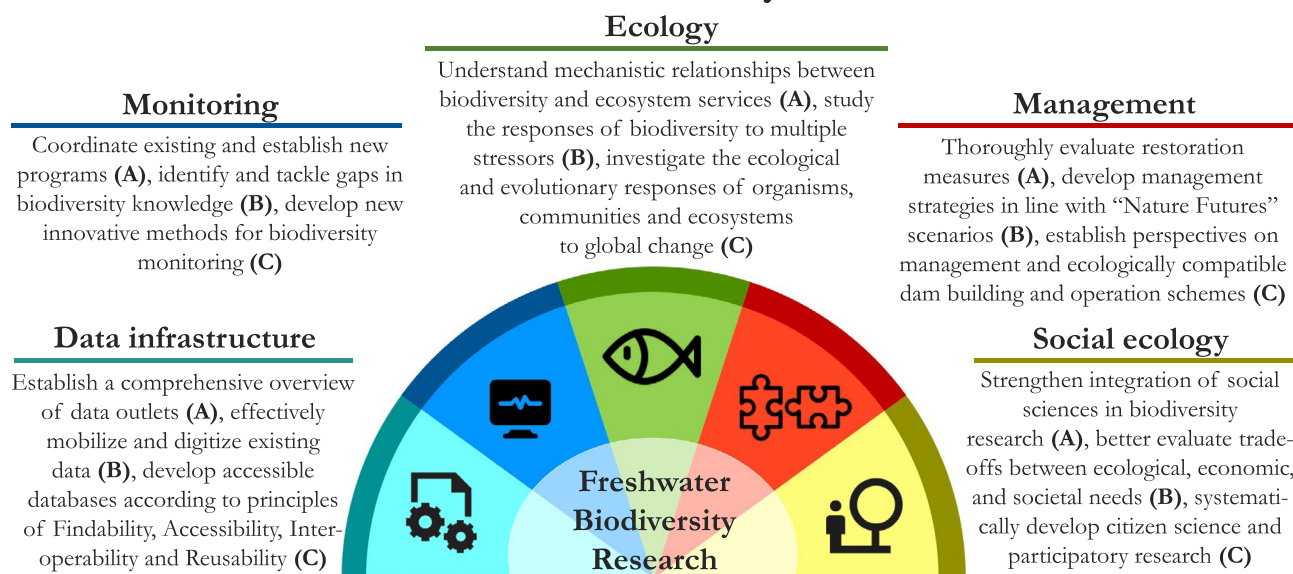 Ecology
Understand mechanistic relationships between
biodiversity and ecosystem services (A), study
the responses of biodiversity to multiple
stressors (B), investigate the ecological
and evolutionary responses of organisms,
communities and ecosystems
to global change (C)
Monitoring
Coordinate existing and establish new
programs (A), identify and tackle gaps in
biodiversity knowledge (B), develop new
innovative methods for biodiversity
monitoring (C)
Management
Thoroughly evaluate restoration
measures (A), develop management
strategies in line with “Nature Futures”
scenarios (B), establish perspectives on
management and ecologically compatible
dam building and operation schemes (C)
Data infrastructure
Establish a comprehensive overview
of data outlets (A), effectively
mobilize and digitize existing
data (B), develop accessible
databases according to principles
of Findability, Accessibility, Inter-
operability and Reusability (C)
Social ecology
Strengthen integration of social
sciences in biodiversity
research (A), better evaluate trade-
offs between ecological, economic,
and societal needs (B), systemati-
cally develop citizen science and
participatory research (C)
Freshwater
Biodiversity
Research